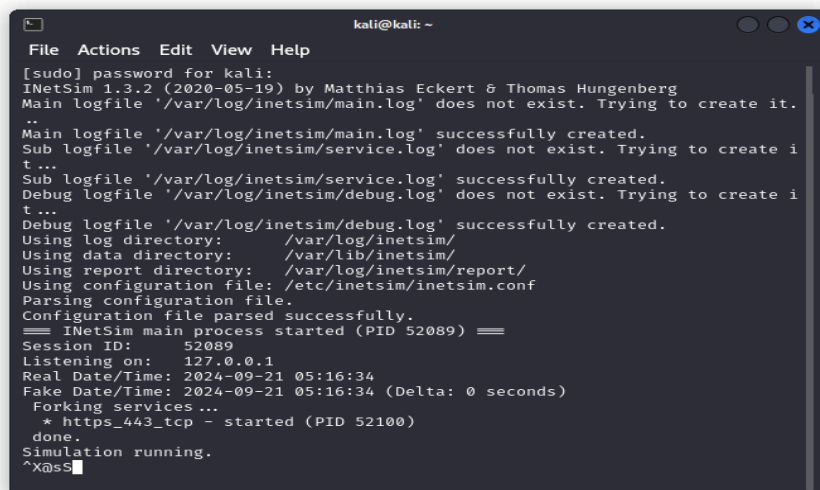 kali@kali: ~
File Actions Edit View Help
[sudo] password for kali:
INetSim 1.3.2 (2020-05-19) by Matthias Eckert & Thomas Hungenberg
Main logfile '/var/log/inetsim/main.log' does not exist. Trying to create it.
..
Main logfile '/var/log/inetsim/main.log' successfully created.
Sub logfile '/var/log/inetsim/service.log' does not exist. Trying to create i
t...
Sub logfile '/var/log/inetsim/service.log' successfully created.
Debug logfile '/var/log/inetsim/debug.log' does not exist. Trying to create i
t...
Debug logfile '/var/log/inetsim/debug.log' successfully created.
Using log directory:      /var/log/inetsim/
Using data directory:     /var/lib/inetsim/
Using report directory:   /var/log/inetsim/report/
Using configuration file: /etc/inetsim/inetsim.conf
Parsing configuration file.
Configuration file parsed successfully.
=== INetSim main process started (PID 52089) ===
Session ID:     52089
Listening on:   127.0.0.1
Real Date/Time: 2024-09-21 05:16:34
Fake Date/Time: 2024-09-21 05:16:34 (Delta: 0 seconds)
 Forking services...
  * https_443_tcp - started (PID 52100)
 done.
Simulation running.
^X@sS